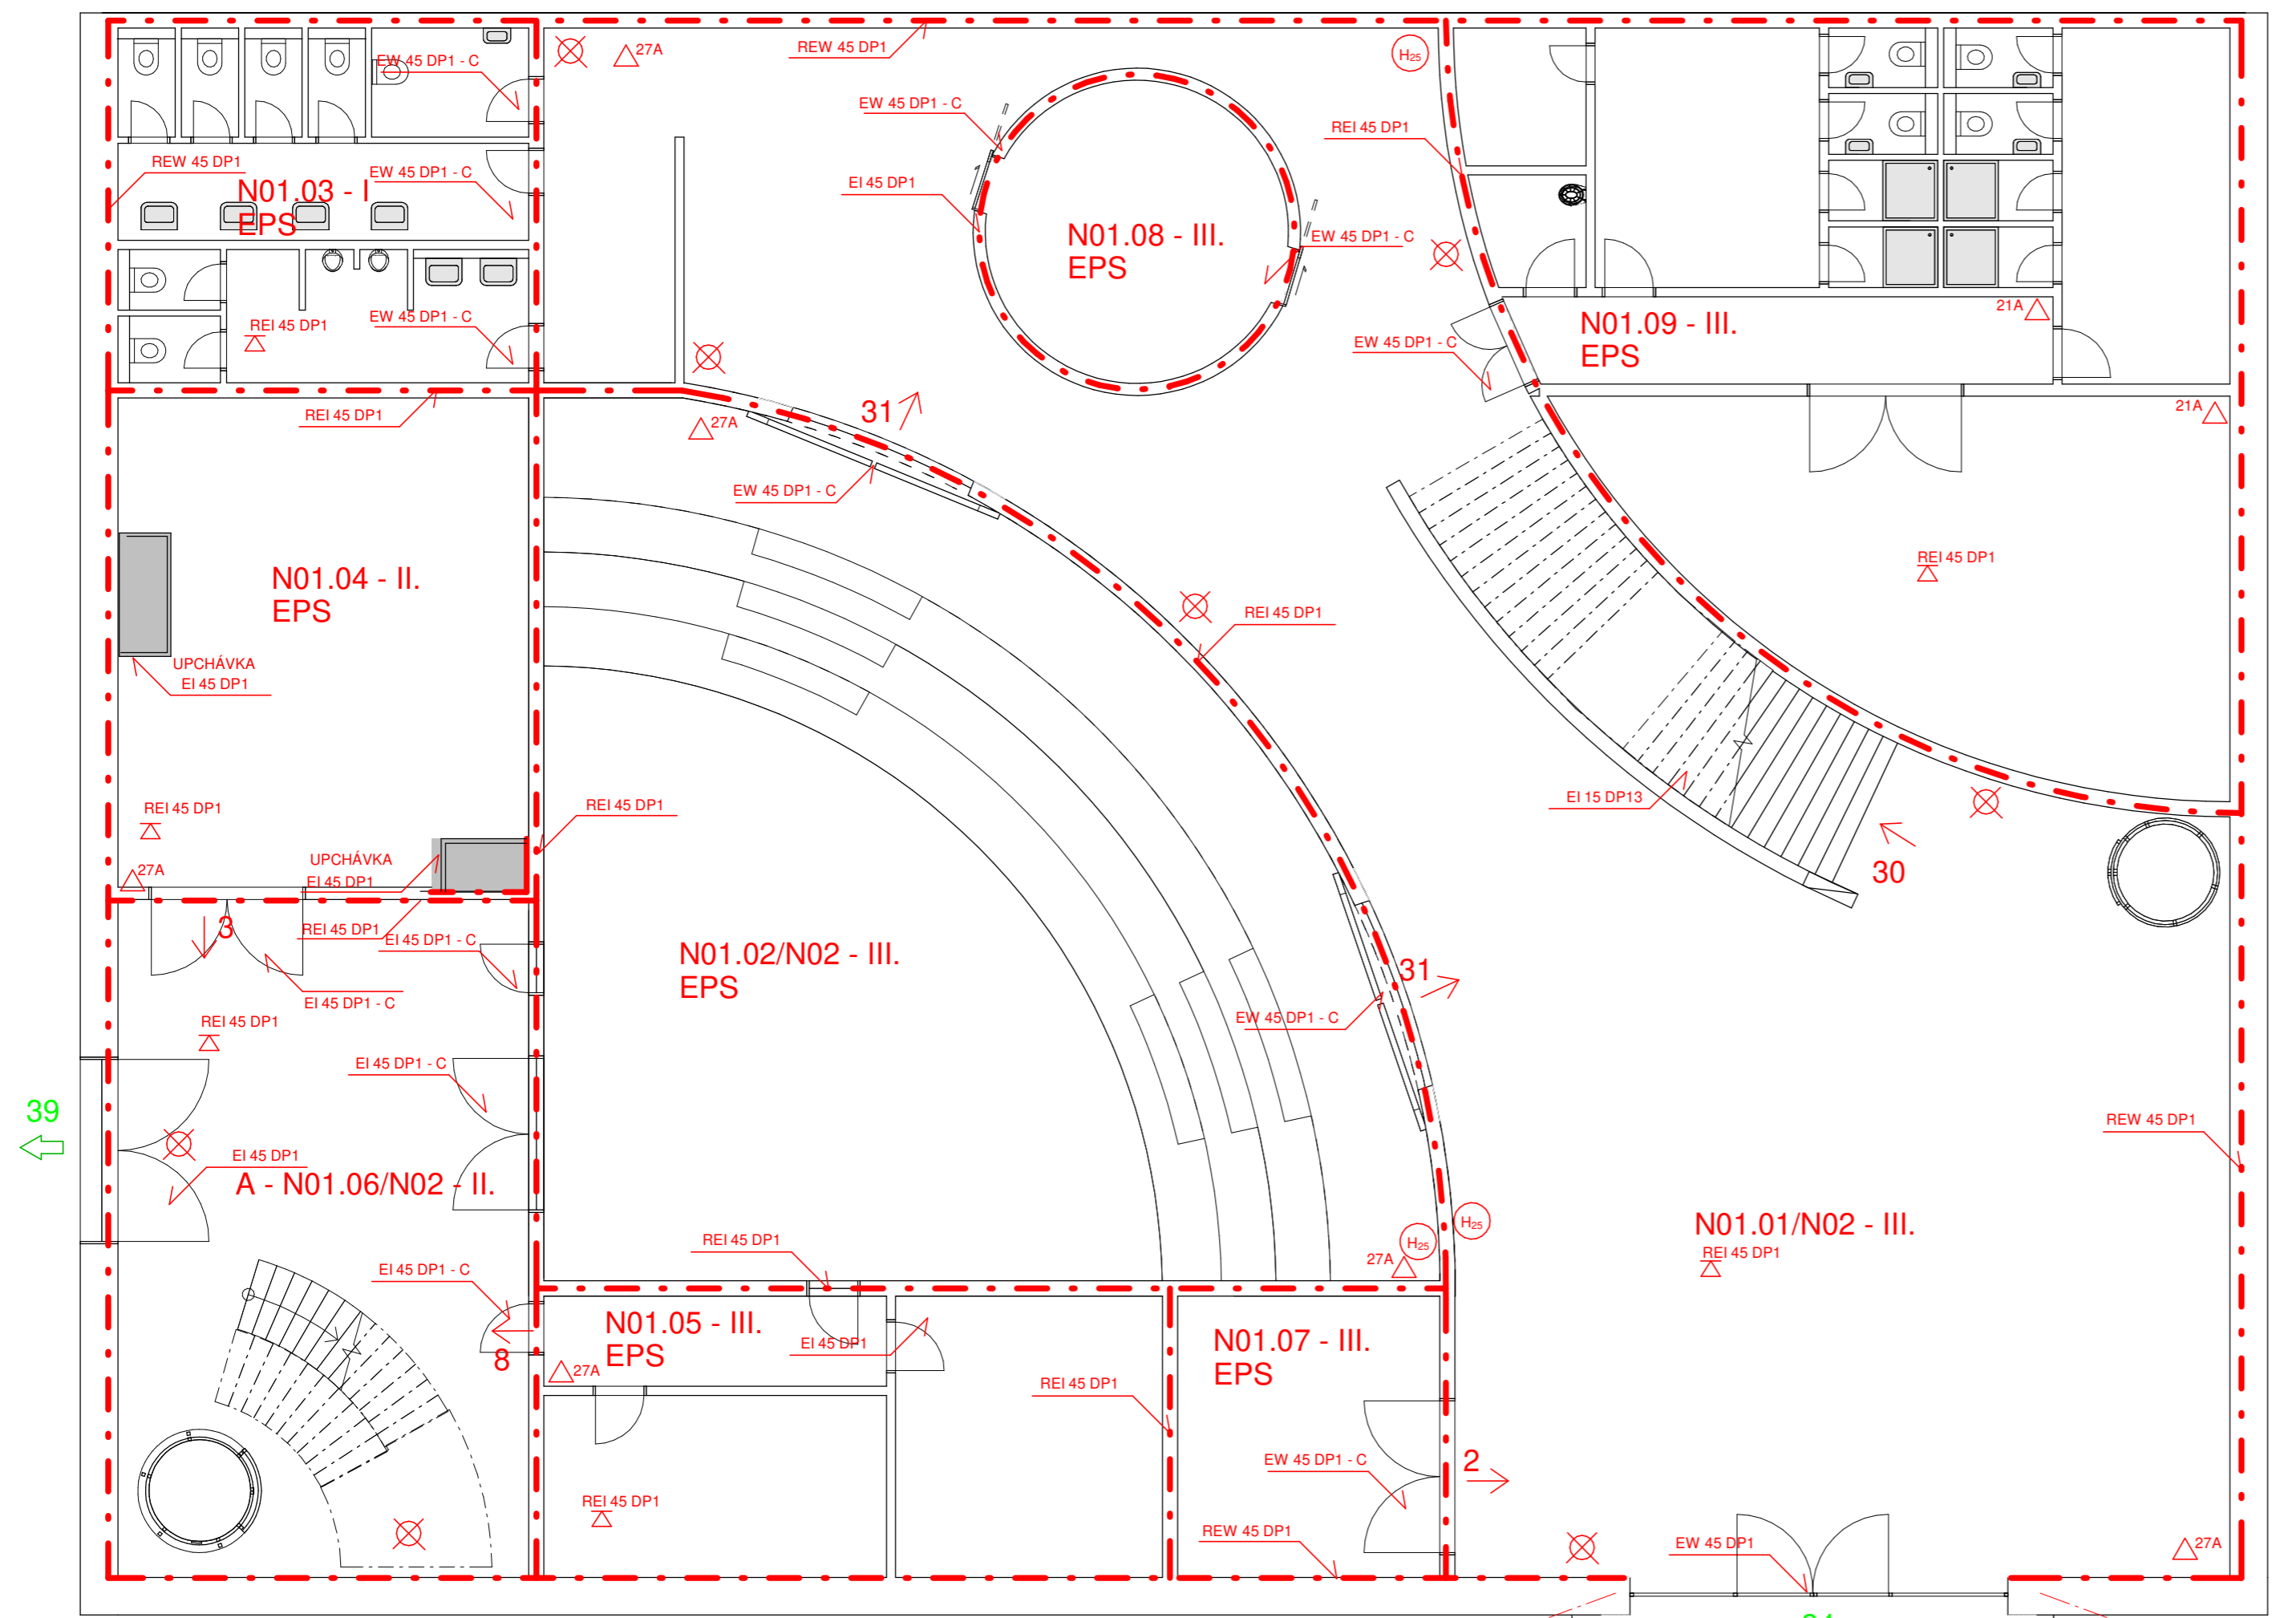 REW 45 DP1
27A
H25
EW 45 DP1 - C
EW 45 DP1 - C
REI 45 DP1
REW 45 DP1
EW 45 DP1 - C
N01.03 - I
EPS
EI 45 DP1
N01.08 - III.
EPS
EW 45 DP1 - C
REI 45 DP1
EW 45 DP1 - C
21A
N01.09 - III.
EPS
EW 45 DP1 - C
REI 45 DP1
31
27A
21A
EW 45 DP1 - C
REI 45 DP1
N01.04 - II.
EPS
REI 45 DP1
UPCHÁVKA
EI 45 DP1
REI 45 DP1
REI 45 DP1
EI 15 DP13
UPCHÁVKA
EI 45 DP1
27A
30
3
REI 45 DP1
EI 45 DP1 - C
N01.02/N02 - III.
EPS
31
EI 45 DP1 - C
REI 45 DP1
EW 45 DP1 - C
EI 45 DP1 - C
39
REW 45 DP1
EI 45 DP1
A - N01.06/N02 - II.
N01.01/N02 - III.
REI 45 DP1
H25
H25
REI 45 DP1
27A
EI 45 DP1 - C
N01.05 - III.
EPS
EI 45 DP1
N01.07 - III.
EPS
8
27A
REI 45 DP1
EW 45 DP1 - C
2
REI 45 DP1
REW 45 DP1
EW 45 DP1
27A